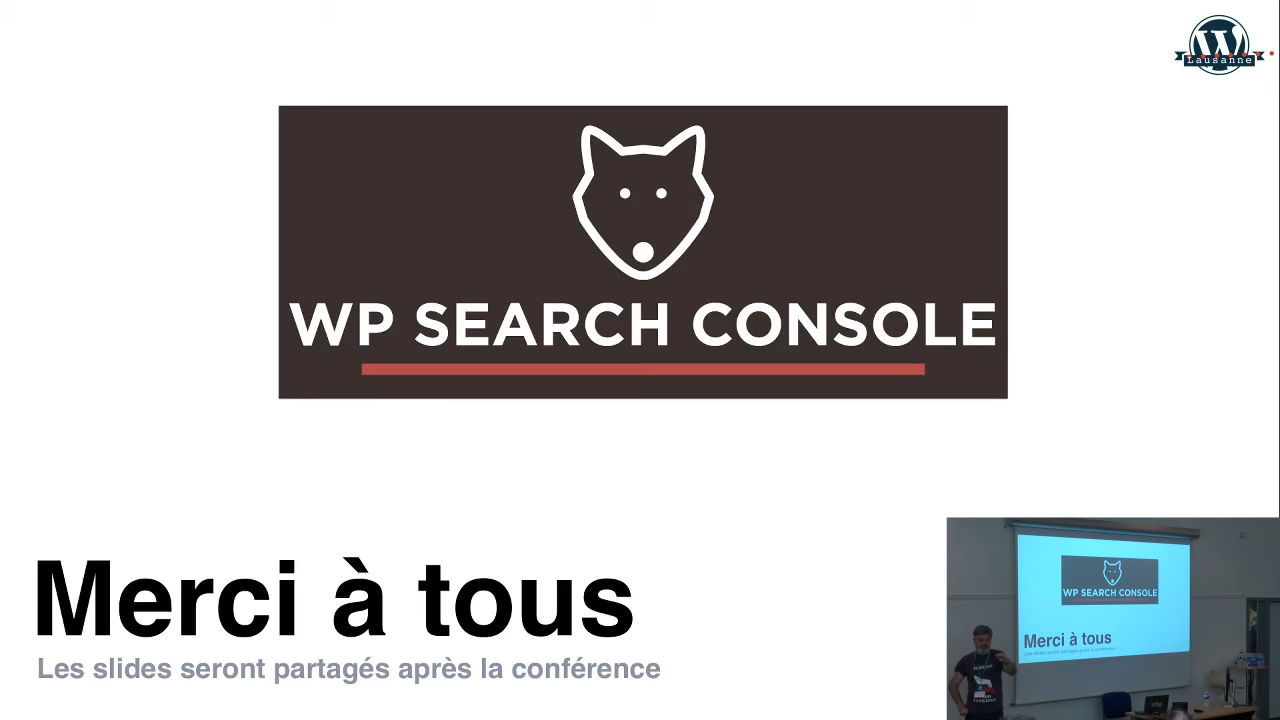 Lausanne
WP SEARCH CONSOLE
Merci à tous
Les slides seront partagés après la conférence
WP SEARCH CONSOLE
Merci à tous